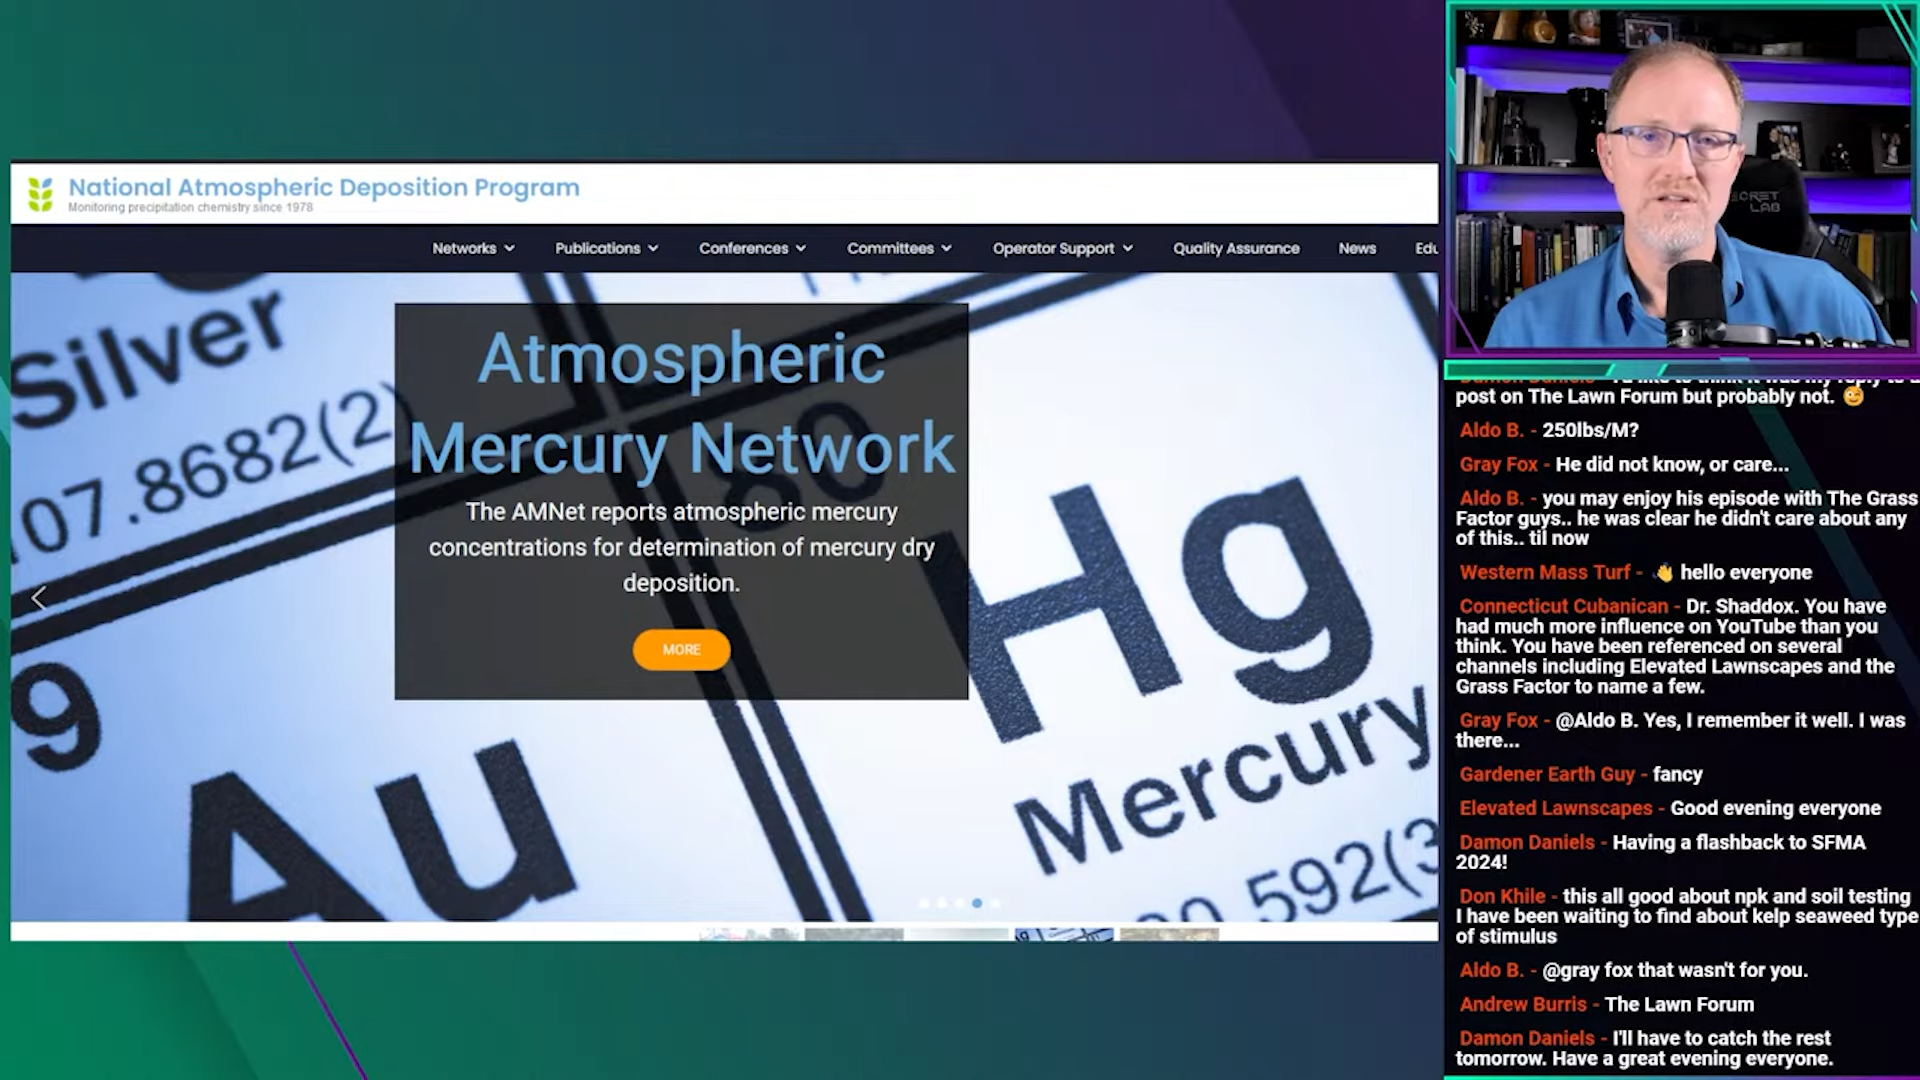 National Atmospheric Deposition Program
Monitoring precipitation chemistry since 1978
Networks
Publications
Conferences
Committees
Operator Support
Quality Assurance
News
Edu
Silver
107.8682(2)
80
Atmospheric
Mercury Network
The AMNet reports atmospheric mercury
concentrations for determination of mercury dry
deposition.
MORE
Hg
Mercury
9
Au
00.592(3
SECRET
LAB
post on The Lawn Forum but probably not. 😉
Aldo B. - 250lbs/M?
Gray Fox - He did not know, or care...
Aldo B. - you may enjoy his episode with The Grass
Factor guys.. he was clear he didn't care about any
of this.. til now
Western Mass Turf - 👋 hello everyone
Connecticut Cubanican - Dr. Shaddox. You have
had much more influence on YouTube than you
think. You have been referenced on several
channels including Elevated Lawnscapes and the
Grass Factor to name a few.
Gray Fox - @Aldo B. Yes, I remember it well. I was
there...
Gardener Earth Guy - fancy
Elevated Lawnscapes - Good evening everyone
Damon Daniels - Having a flashback to SFMA
2024!
Don Khile - this all good about npk and soil testing
I have been waiting to find about kelp seaweed type
of stimulus
Aldo B. - @gray fox that wasn't for you.
Andrew Burris - The Lawn Forum
Damon Daniels - I'll have to catch the rest
tomorrow. Have a great evening everyone.